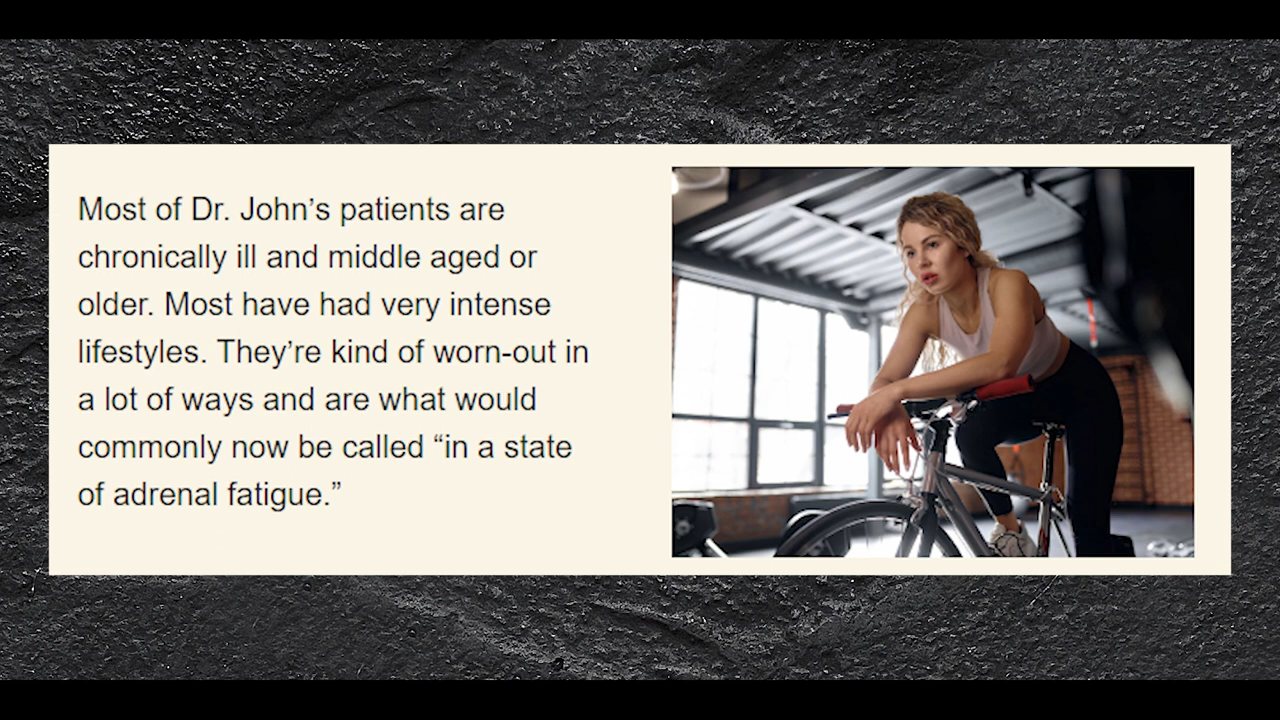 Most of Dr. John’s patients are
chronically ill and middle aged or
older. Most have had very intense
lifestyles. They’re kind of worn-out in
a lot of ways and are what would
commonly now be called “in a state
of adrenal fatigue.”